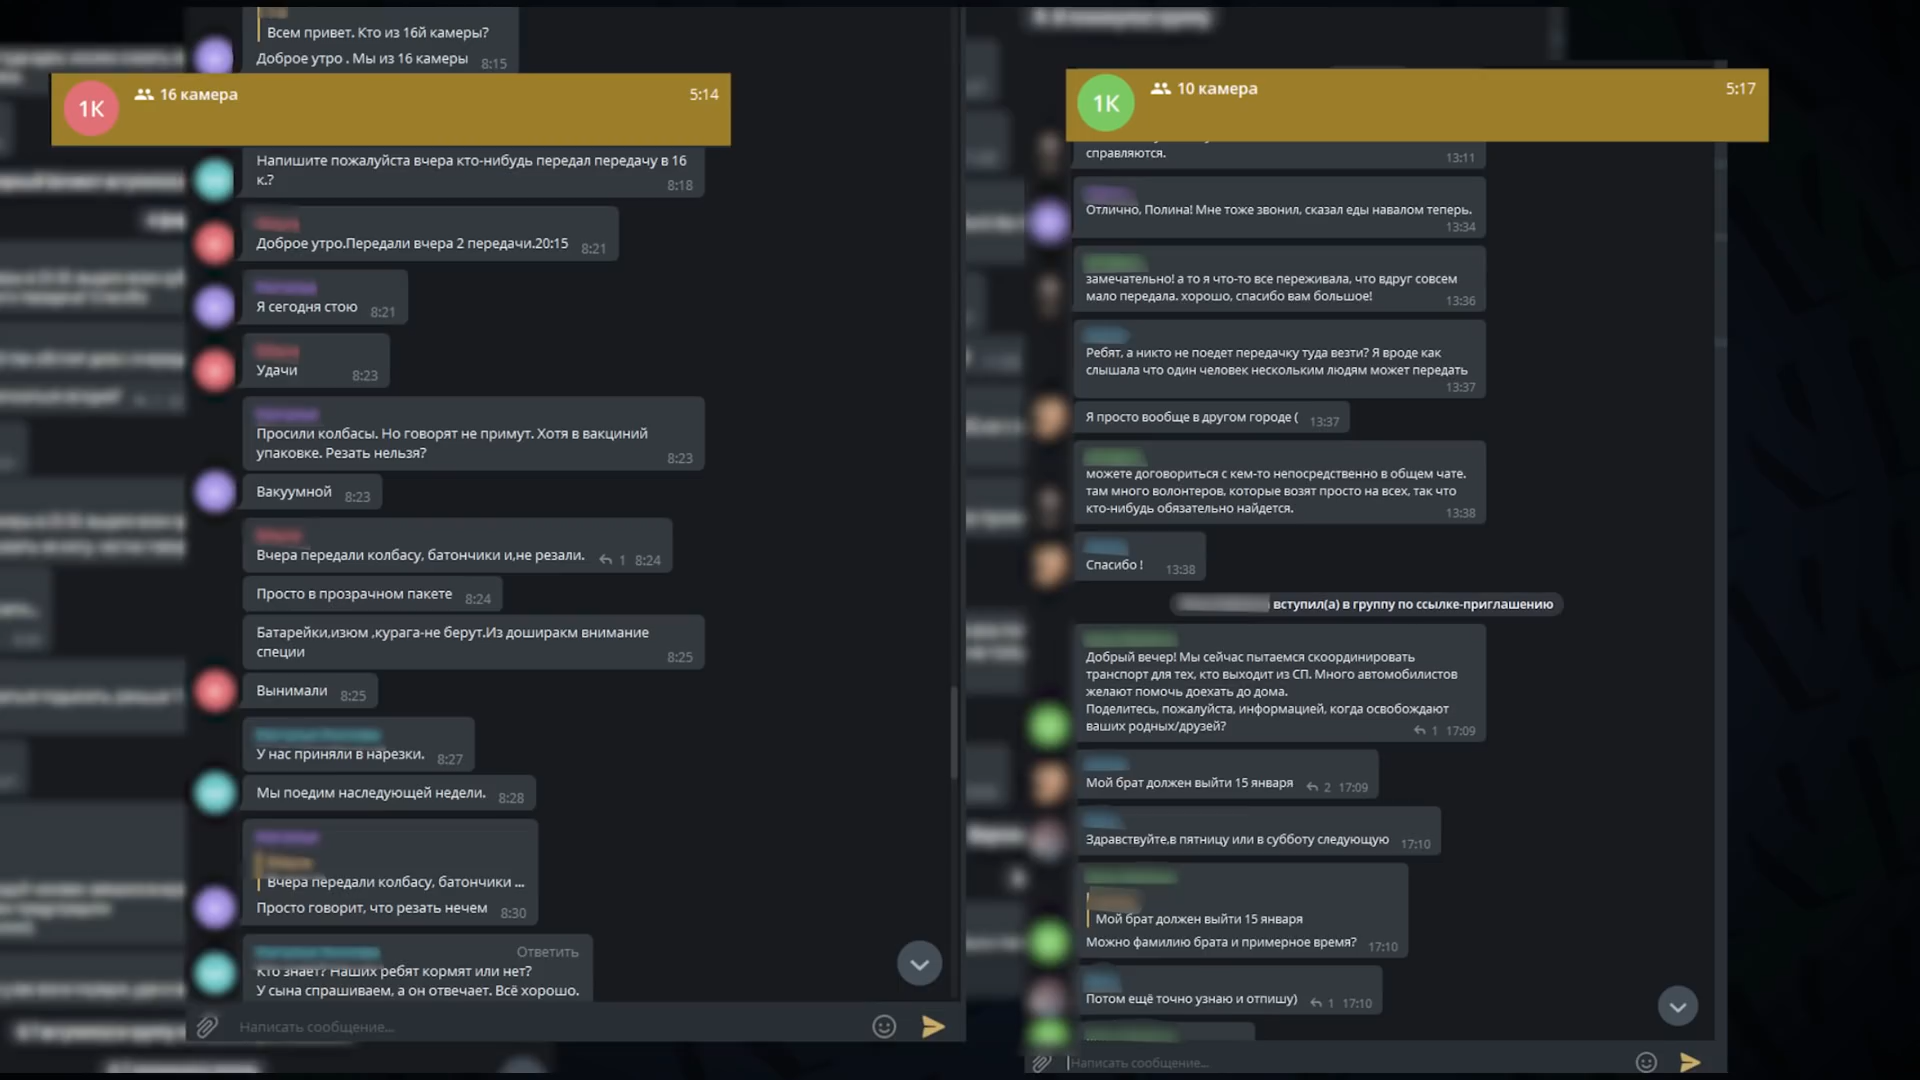 Всем привет. Кто из 16й камеры?
Доброе утро . Мы из 16 камеры 8:15
1K
16 камера 5:14
Напишите пожалуйста вчера кто-нибудь передал передачу в 16
к.? 8:18
Доброе утро.Передали вчера 2 передачи.20:15 8:21
Я сегодня стою 8:21
Удачи 8:23
Просили колбасы. Но говорят не примут. Хотя в вакциний
упаковке. Резать нельзя? 8:23
Вакуумной 8:23
Вчера передали колбасу, батончики и,не резали. 1 8:24
Просто в прозрачном пакете 8:24
Батарейки,изюм ,курага-не берут.Из доширакм внимание
специи 8:25
Вынимали 8:25
У нас приняли в нарезки. 8:27
Мы поедим наследующей недели. 8:28
Вчера передали колбасу, батончики ...
Просто говорит, что резать нечем 8:30
Ответить
Кто знает? Наших ребят кормят или нет?
У сына спрашиваем, а он отвечает. Всё хорошо.
Написать сообщение...
1K
10 камера 5:17
справляются. 13:11
Отлично, Полина! Мне тоже звонил, сказал еды навалом теперь.
13:34
замечательно! а то я что-то все переживала, что вдруг совсем
мало передала. хорошо, спасибо вам большое! 13:36
Ребят, а никто не поедет передачку туда везти? Я вроде как
слышала что один человек нескольким людям может передать
13:37
Я просто вообще в другом городе ( 13:37
можете договориться с кем-то непосредственно в общем чате.
там много волонтеров, которые возят просто на всех, так что
кто-нибудь обязательно найдется. 13:38
Спасибо ! 13:38
вступил(а) в группу по ссылке-приглашению
Добрый вечер! Мы сейчас пытаемся скоординировать
транспорт для тех, кто выходит из СП. Много автомобилистов
желают помочь доехать до дома.
Поделитесь, пожалуйста, информацией, когда освобождают
ваших родных/друзей? 1 17:09
Мой брат должен выйти 15 января 2 17:09
Здравствуйте,в пятницу или в субботу следующую 17:10
Мой брат должен выйти 15 января
Можно фамилию брата и примерное время? 17:10
Потом ещё точно узнаю и отпишу) 1 17:10
Написать сообщение...